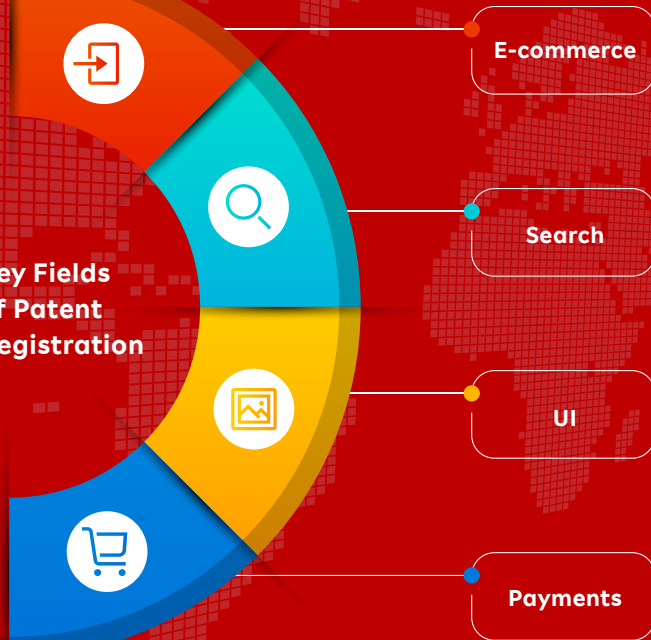 ey Fields
f Patent
egistration
E-commerce
Search
UI
Payments